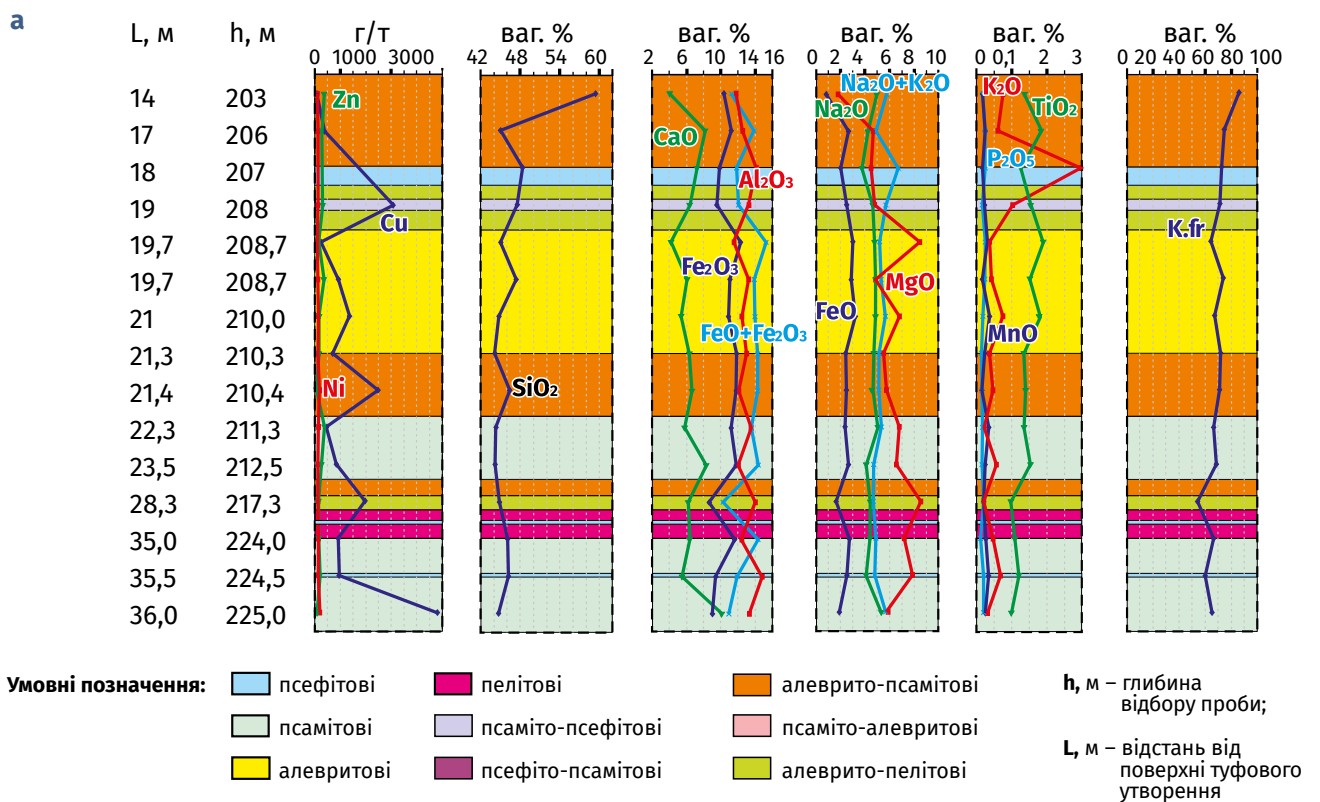 а
L, м h, м г/т ваг. % ваг. % ваг. % ваг. % ваг. %
0 1000 3000 42 48 54 60 2 6 10 14 16 0 2 4 6 8 10 0 0,1 2 3 0 20 40 60 80 100
14 203
17 206
18 207
19 208
19,7 208,7
19,7 208,7
21 210,0
21,3 210,3
21,4 210,4
22,3 211,3
23,5 212,5
28,3 217,3
35,0 224,0
35,5 224,5
36,0 225,0
Zn
Cu
Ni
SiO₂
CaO
Al₂O₃
Fe₂O₃
FeO+Fe₂O₃
Na₂O+K₂O
Na₂O
MgO
FeO
K₂O
TiO₂
P₂O₅
MnO
K.fr
Умовні позначення:
псефітові
псамітові
алевритові
пелітові
псаміто-псефітові
псефіто-псамітові
алеврито-псамітові
псаміто-алевритові
алеврито-пелітові
h, м – глибина
відбору проби;
L, м – відстань від
поверхні туфового
утворення